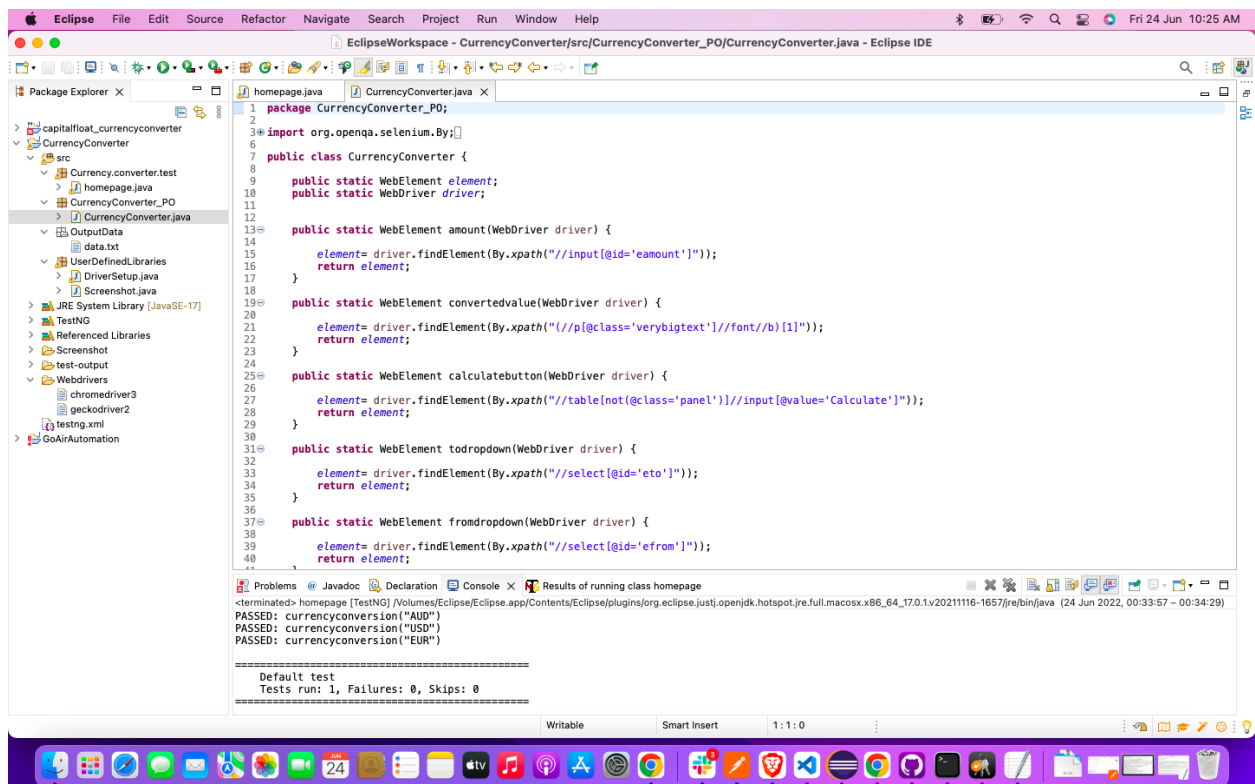 Eclipse File Edit Source Refactor Navigate Search Project Run Window Help Fri 24 Jun 10:25 AM
EclipseWorkspace - CurrencyConverter/src/CurrencyConverter_PO/CurrencyConverter.java - Eclipse IDE
Package Explorer
capitalfloat_currencyconverter
CurrencyConverter
src
Currency.converter.test
homepage.java
CurrencyConverter_PO
CurrencyConverter.java
OutputData
data.txt
UserDefinedLibraries
DriverSetup.java
Screenshot.java
JRE System Library [JavaSE-17]
TestNG
Referenced Libraries
Screenshot
test-output
Webdrivers
chromedriver3
geckodriver2
testng.xml
GoAirAutomation
homepage.java CurrencyConverter.java
1 package CurrencyConverter_PO;
2
3 import org.openqa.selenium.By;
6
7 public class CurrencyConverter {
8
9 public static WebElement element;
10 public static WebDriver driver;
11
12
13 public static WebElement amount(WebDriver driver) {
14
15 element= driver.findElement(By.xpath("//input[@id='eamount']"));
16 return element;
17 }
18
19 public static WebElement convertedvalue(WebDriver driver) {
20
21 element= driver.findElement(By.xpath("(//p[@class='verybigtext']//font//b)[1]"));
22 return element;
23 }
24
25 public static WebElement calculatebutton(WebDriver driver) {
26
27 element= driver.findElement(By.xpath("//table[not(@class='panel')]//input[@value='Calculate']"));
28 return element;
29 }
30
31 public static WebElement todropdown(WebDriver driver) {
32
33 element= driver.findElement(By.xpath("//select[@id='eto']"));
34 return element;
35 }
36
37 public static WebElement fromdropdown(WebDriver driver) {
38
39 element= driver.findElement(By.xpath("//select[@id='efrom']"));
40 return element;
Problems Javadoc Declaration Console Results of running class homepage
<terminated> homepage [TestNG] /Volumes/Eclipse/Eclipse.app/Contents/Eclipse/plugins/org.eclipse.justj.openjdk.hotspot.jre.full.macosx.x86_64_17.0.1.v20211116-1657/jre/bin/java (24 Jun 2022, 00:33:57 – 00:34:29)
PASSED: currencyconversion("AUD")
PASSED: currencyconversion("USD")
PASSED: currencyconversion("EUR")
===============================================
Default test
Tests run: 1, Failures: 0, Skips: 0
===============================================
Writable Smart Insert 1:1:0
JUN
24
tv
3